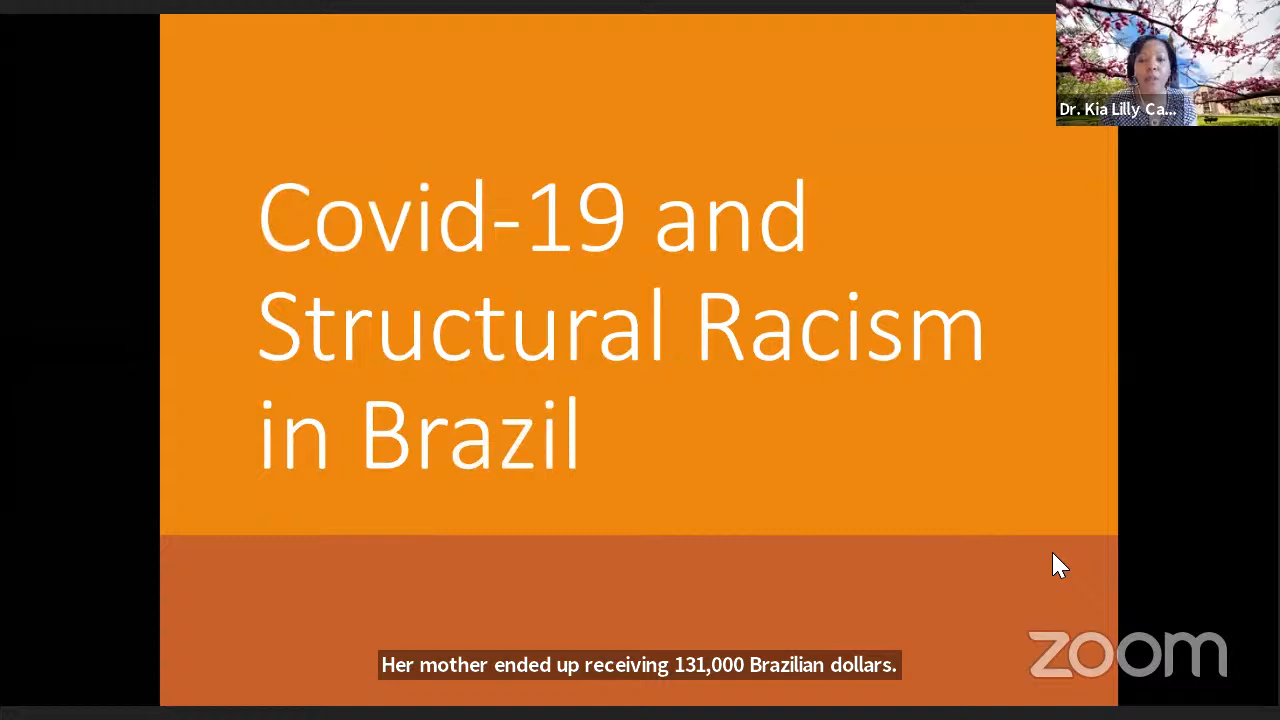 Dr. Kia Lilly Ca...
Covid-19 and
Structural Racism
in Brazil
zoom
Her mother ended up receiving 131,000 Brazilian dollars.